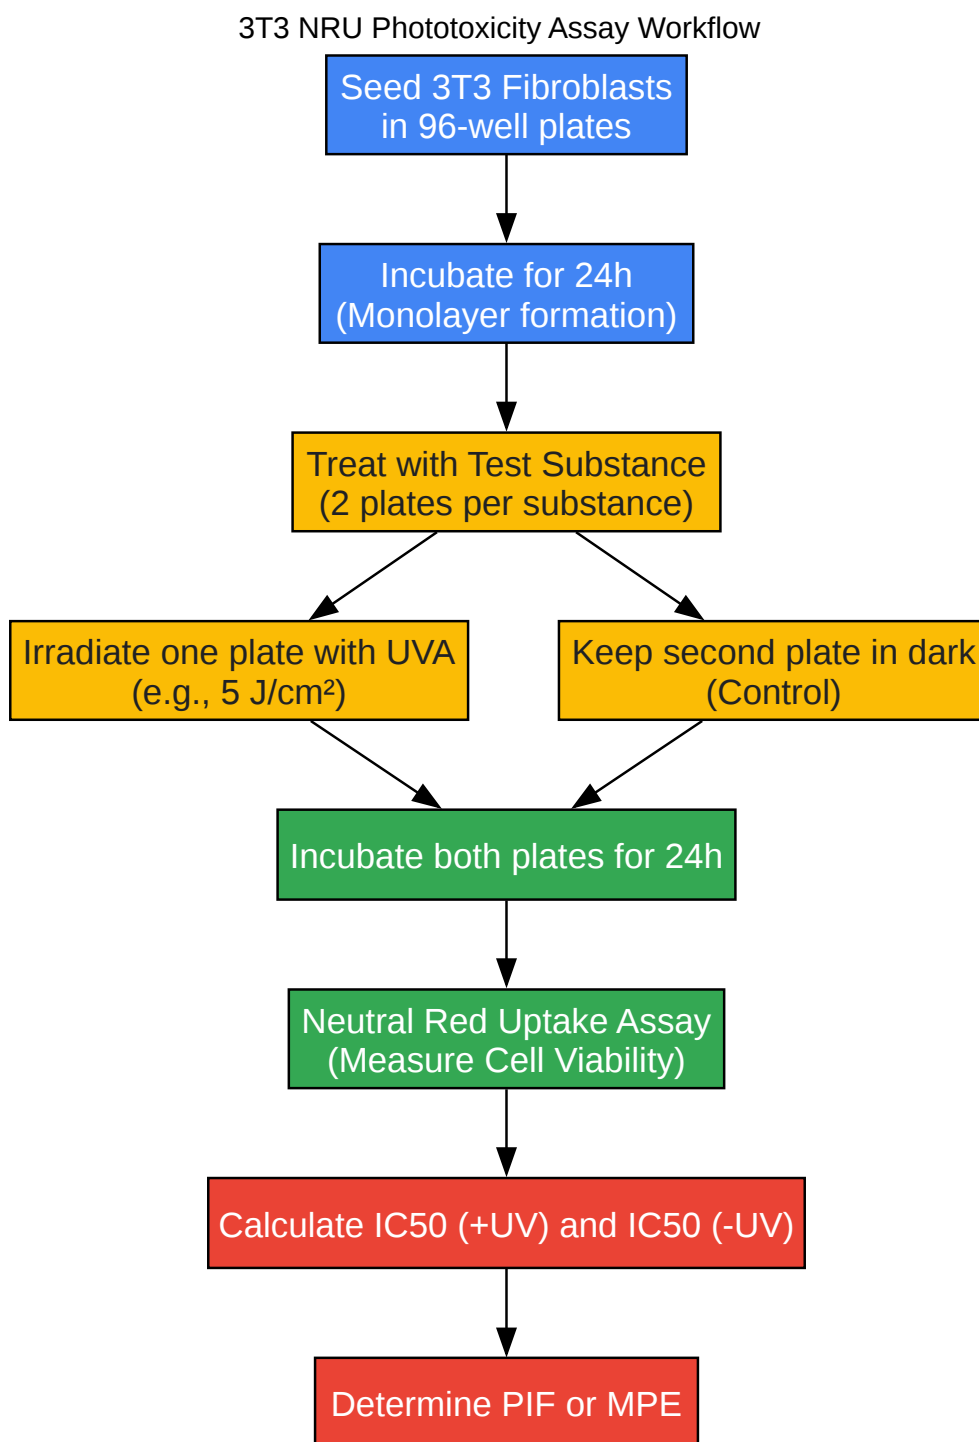 3T3 NRU Phototoxicity Assay Workflow
Seed 3T3 Fibroblasts
in 96-well plates
Incubate for 24h
(Monolayer formation)
Treat with Test Substance
(2 plates per substance)
Irradiate one plate with UVA
(e.g., 5 J/cm²)
Keep second plate in dark
(Control)
Incubate both plates for 24h
Neutral Red Uptake Assay
(Measure Cell Viability)
Calculate IC50 (+UV) and IC50 (-UV)
Determine PIF or MPE